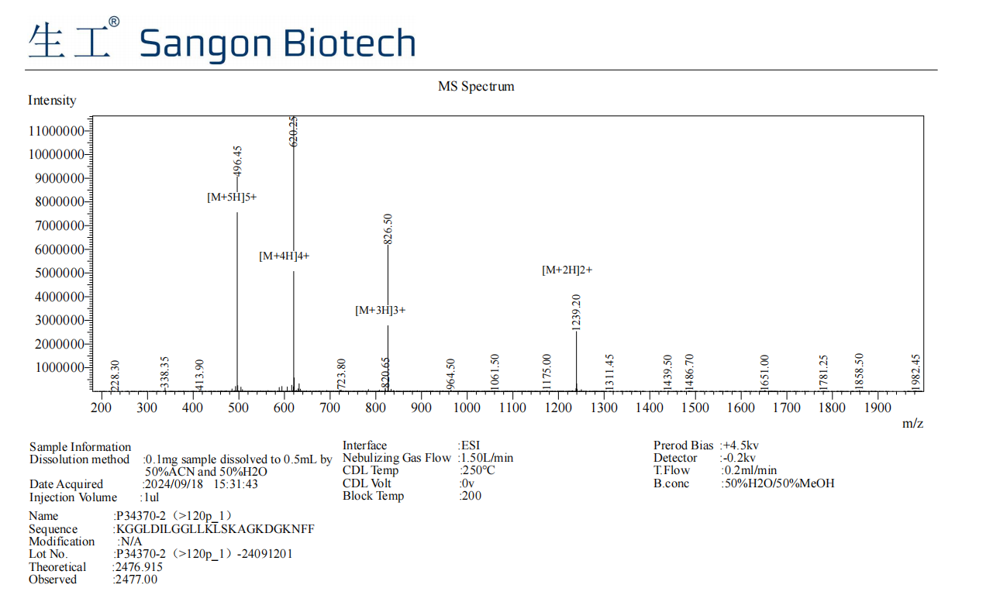 生工® Sangon Biotech
MS Spectrum
Intensity
11000000
10000000
9000000
8000000
7000000
6000000
5000000
4000000
3000000
2000000
1000000
228.30
338.35
413.90
496.45
[M+5H]5+
620.25
[M+4H]4+
723.80
820.65
826.50
[M+3H]3+
964.50
1061.50
1175.00
1239.20
[M+2H]2+
1311.45
1439.50
1486.70
1651.00
1781.25
1858.50
1982.45
200 300 400 500 600 700 800 900 1000 1100 1200 1300 1400 1500 1600 1700 1800 1900
m/z
Sample Information
Dissolution method :0.1mg sample dissolved to 0.5mL by
50%ACN and 50%H2O
Date Acquired :2024/09/18 15:31:43
Injection Volume :1ul
Interface :ESI
Nebulizing Gas Flow :1.50L/min
CDL Temp :250℃
CDL Volt :0v
Block Temp :200
Prerod Bias :+4.5kv
Detector :-0.2kv
T.Flow :0.2ml/min
B.conc :50%H2O/50%MeOH
Name :P34370-2（>120p_1）
Sequence :KGGLDILGGLLKLSKAGKDGKNFF
Modification :N/A
Lot No. :P34370-2（>120p_1）-24091201
Theoretical :2476.915
Observed :2477.00